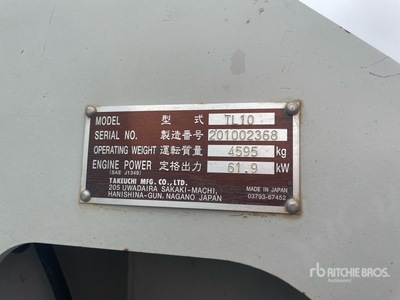 MODEL 型式 TL10
SERIAL NO. 製造番号 201002368
OPERATING WEIGHT 運転質量 4595 kg
ENGINE POWER 定格出力 61.9 kW
(SAE J1349)
TAKEUCHI MFG. CO., LTD.
205 UWADAIRA SAKAKI-MACHI,
HANISHINA-GUN. NAGANO JAPAN
MADE IN JAPAN
03793-67452
rb RITCHIE BROS.